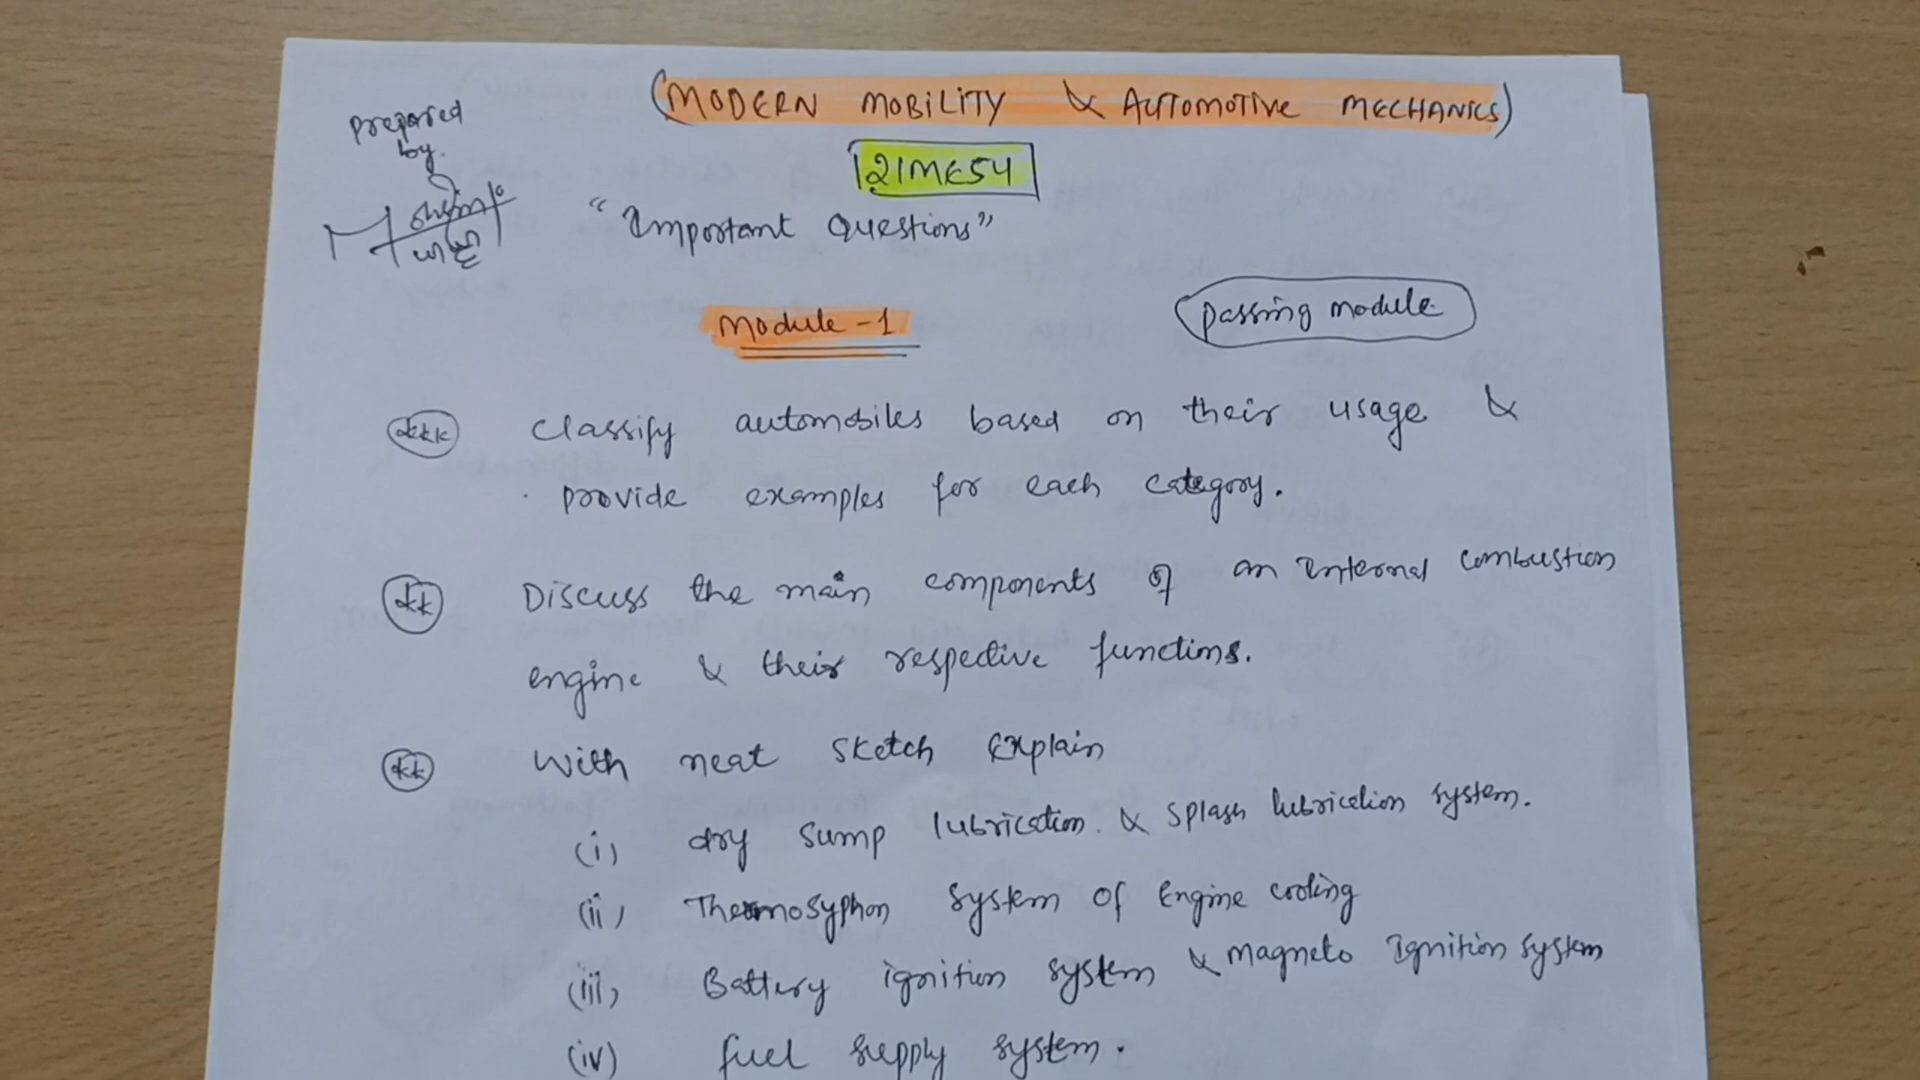 (MODERN MOBILITY & AUTOMOTIVE MECHANICS)
prepared
by.
21ME54
"Important Questions"
Module-1
passing module
classify automobiles based on their usage &
provide examples for each category.
Discuss the main components of an internal combustion
engine & their respective functions.
With neat sketch explain
(i) dry sump lubrication. & splash lubrication system.
(ii) Thermosyphon system of Engine cooling
(iii) Battery ignition system & magneto Ignition system
(iv) fuel supply system.